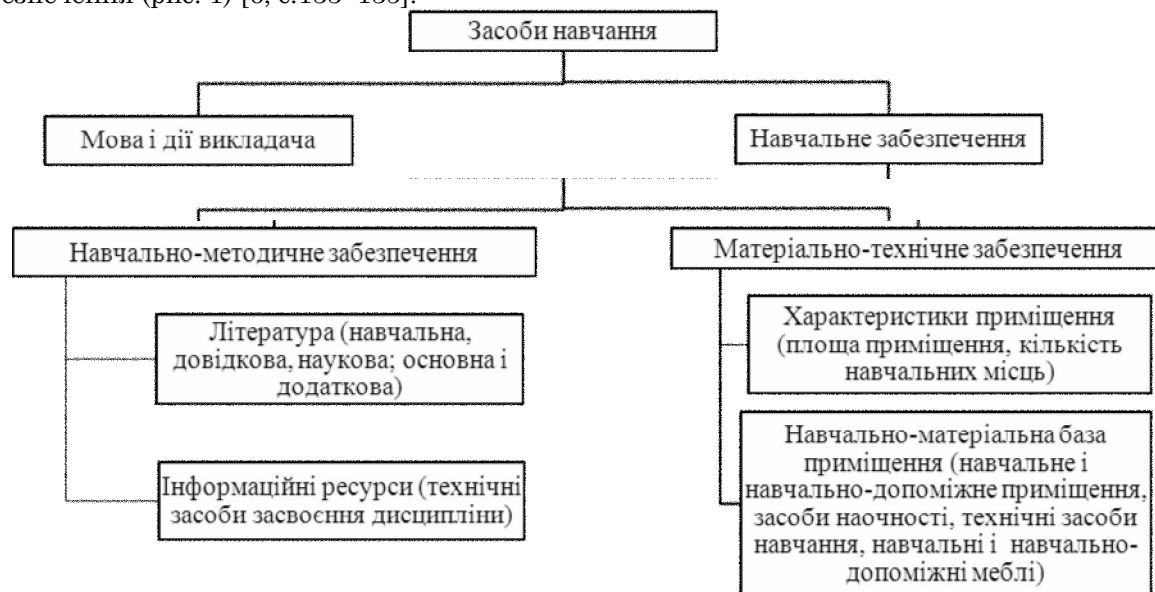 (рис. 1)
Засоби навчання
Мова і дії викладача
Навчальне забезпечення
Навчально-методичне забезпечення
Матеріально-технічне забезпечення
Література (навчальна,
довідкова, наукова; основна і
додаткова)
Характеристики приміщення
(площа приміщення, кількість
навчальних місць)
Інформаційні ресурси (технічні
засоби засвоєння дисципліни)
Навчально-матеріальна база
приміщення (навчальне і
навчально-допоміжне приміщення,
засоби наочності, технічні засоби
навчання, навчальні і навчально-
допоміжні меблі)